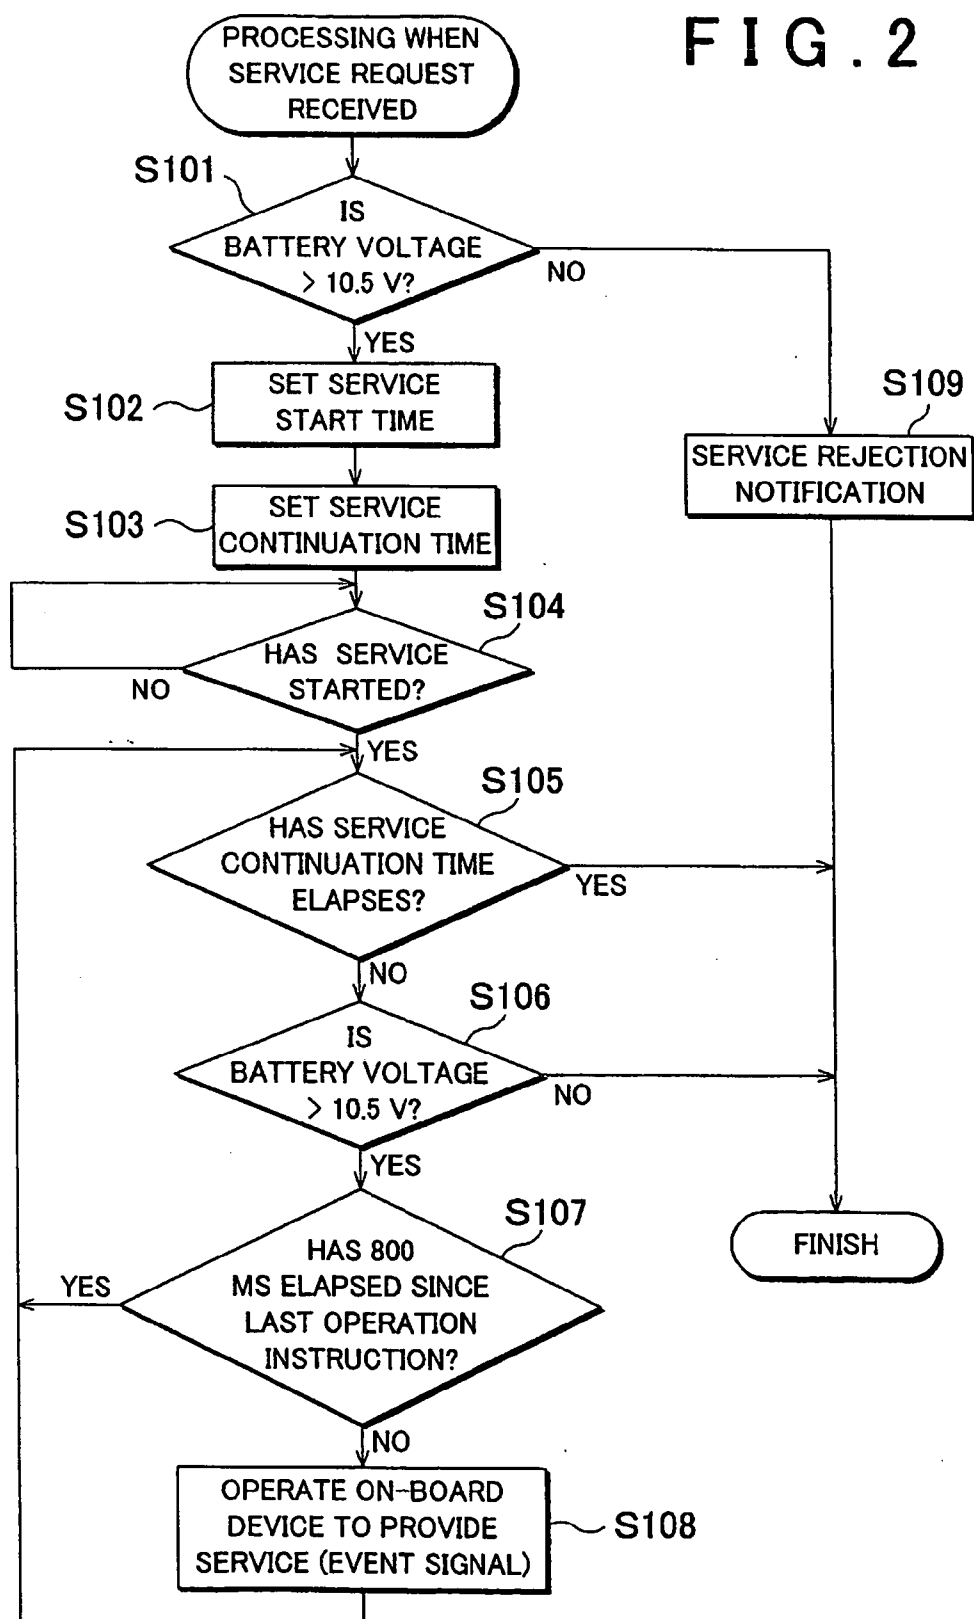 FIG.2
PROCESSING WHEN
SERVICE REQUEST
RECEIVED
S101
IS
BATTERY VOLTAGE
> 10.5 V?
NO
YES
S102
SET SERVICE
START TIME
S109
SERVICE REJECTION
NOTIFICATION
S103
SET SERVICE
CONTINUATION TIME
S104
HAS SERVICE
STARTED?
NO
YES
S105
HAS SERVICE
CONTINUATION TIME
ELAPSES?
YES
NO
S106
IS
BATTERY VOLTAGE
> 10.5 V?
NO
YES
S107
HAS 800
MS ELAPSED SINCE
LAST OPERATION
INSTRUCTION?
YES
FINISH
NO
OPERATE ON-BOARD
DEVICE TO PROVIDE
SERVICE (EVENT SIGNAL)
S108